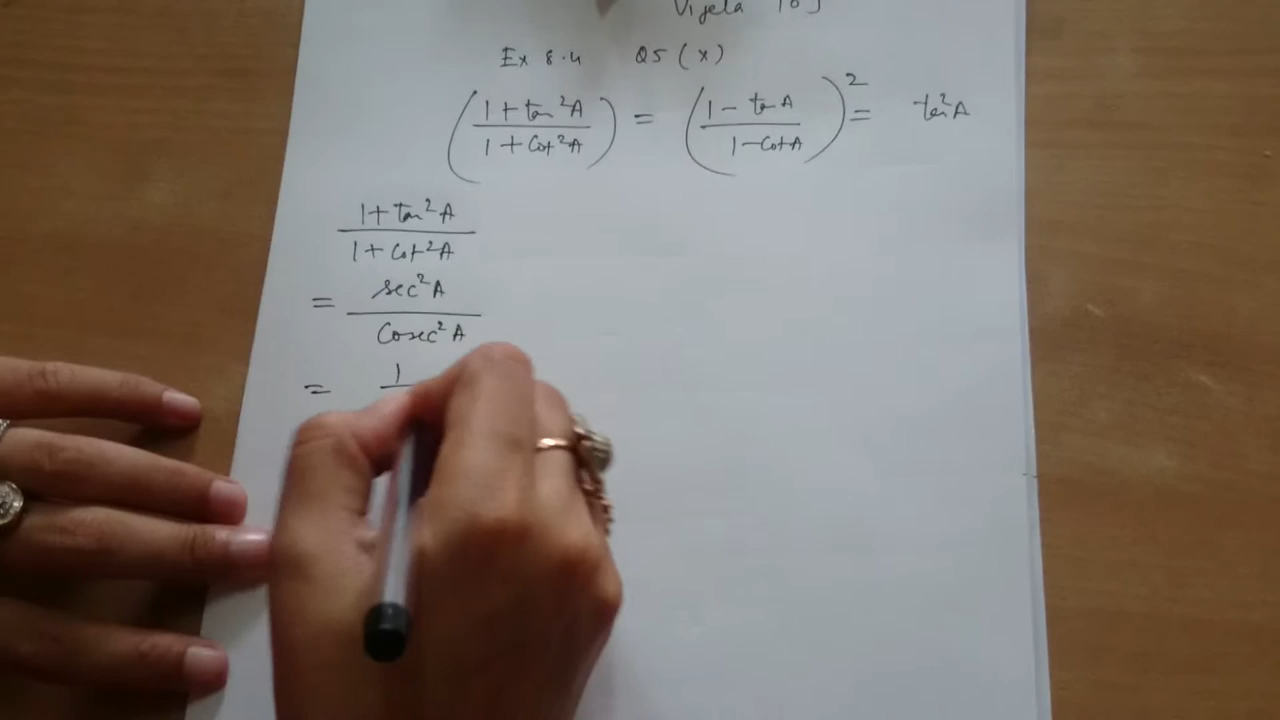 Ex 8.4 Q5 (x)
(1 + tan²A / 1 + Cot²A) = (1 - tan A / 1 - Cot A)² = tan²A
1 + tan²A / 1 + Cot²A
= sec²A / Cosec²A
= 1